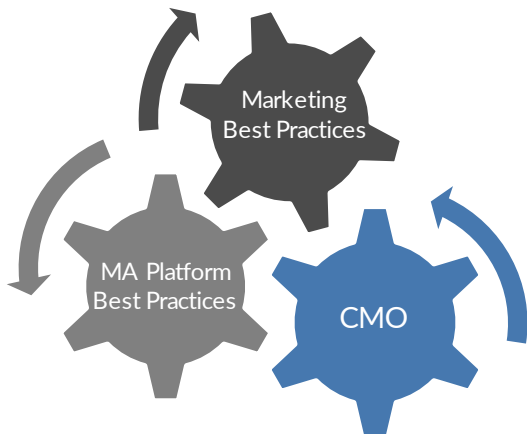 Marketing
Best Practices
MA Platform
Best Practices
CMO